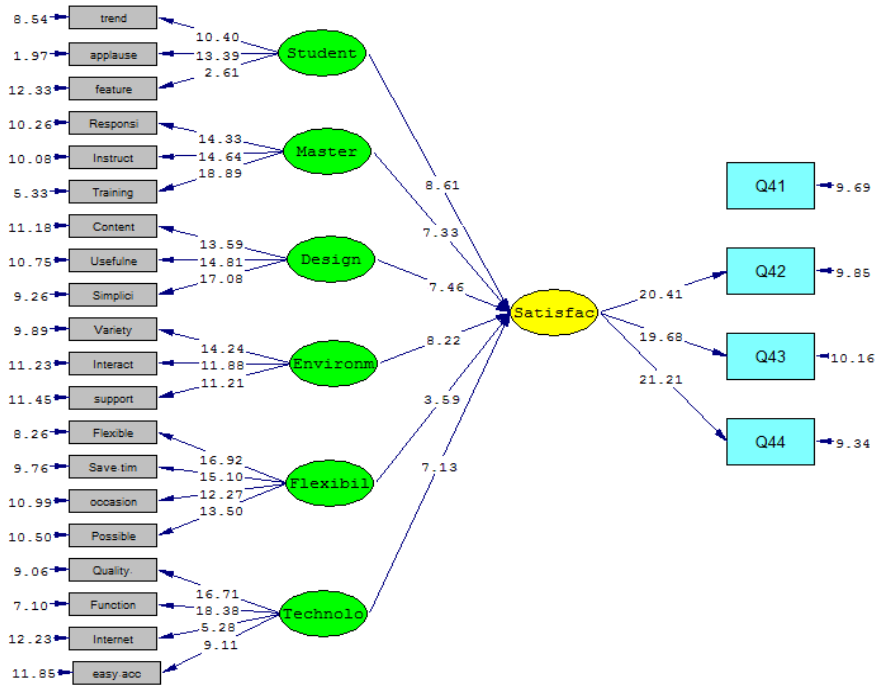 8.54 trend 10.40
1.97 applause 13.39
12.33 feature 2.61
Student 8.61
10.26 Responsi 14.33
10.08 Instruct 14.64
5.33 Training 18.89
Master 7.33
11.18 Content 13.59
10.75 Usefulne 14.81
9.26 Simplici 17.08
Design 7.46
9.89 Variety 14.24
11.23 Interact 11.88
11.45 support 11.21
Environm 8.22
8.26 Flexible 16.92
9.76 Save.tim 15.10
10.99 occasion 12.27
10.50 Possible 13.50
Flexibil 3.59
9.06 Quality. 16.71
7.10 Function 18.38
12.23 Internet 5.28
11.85 easy.acc 9.11
Technolo 7.13
Satisfac
Q41 9.69
20.41 Q42 9.85
19.68 Q43 10.16
21.21 Q44 9.34